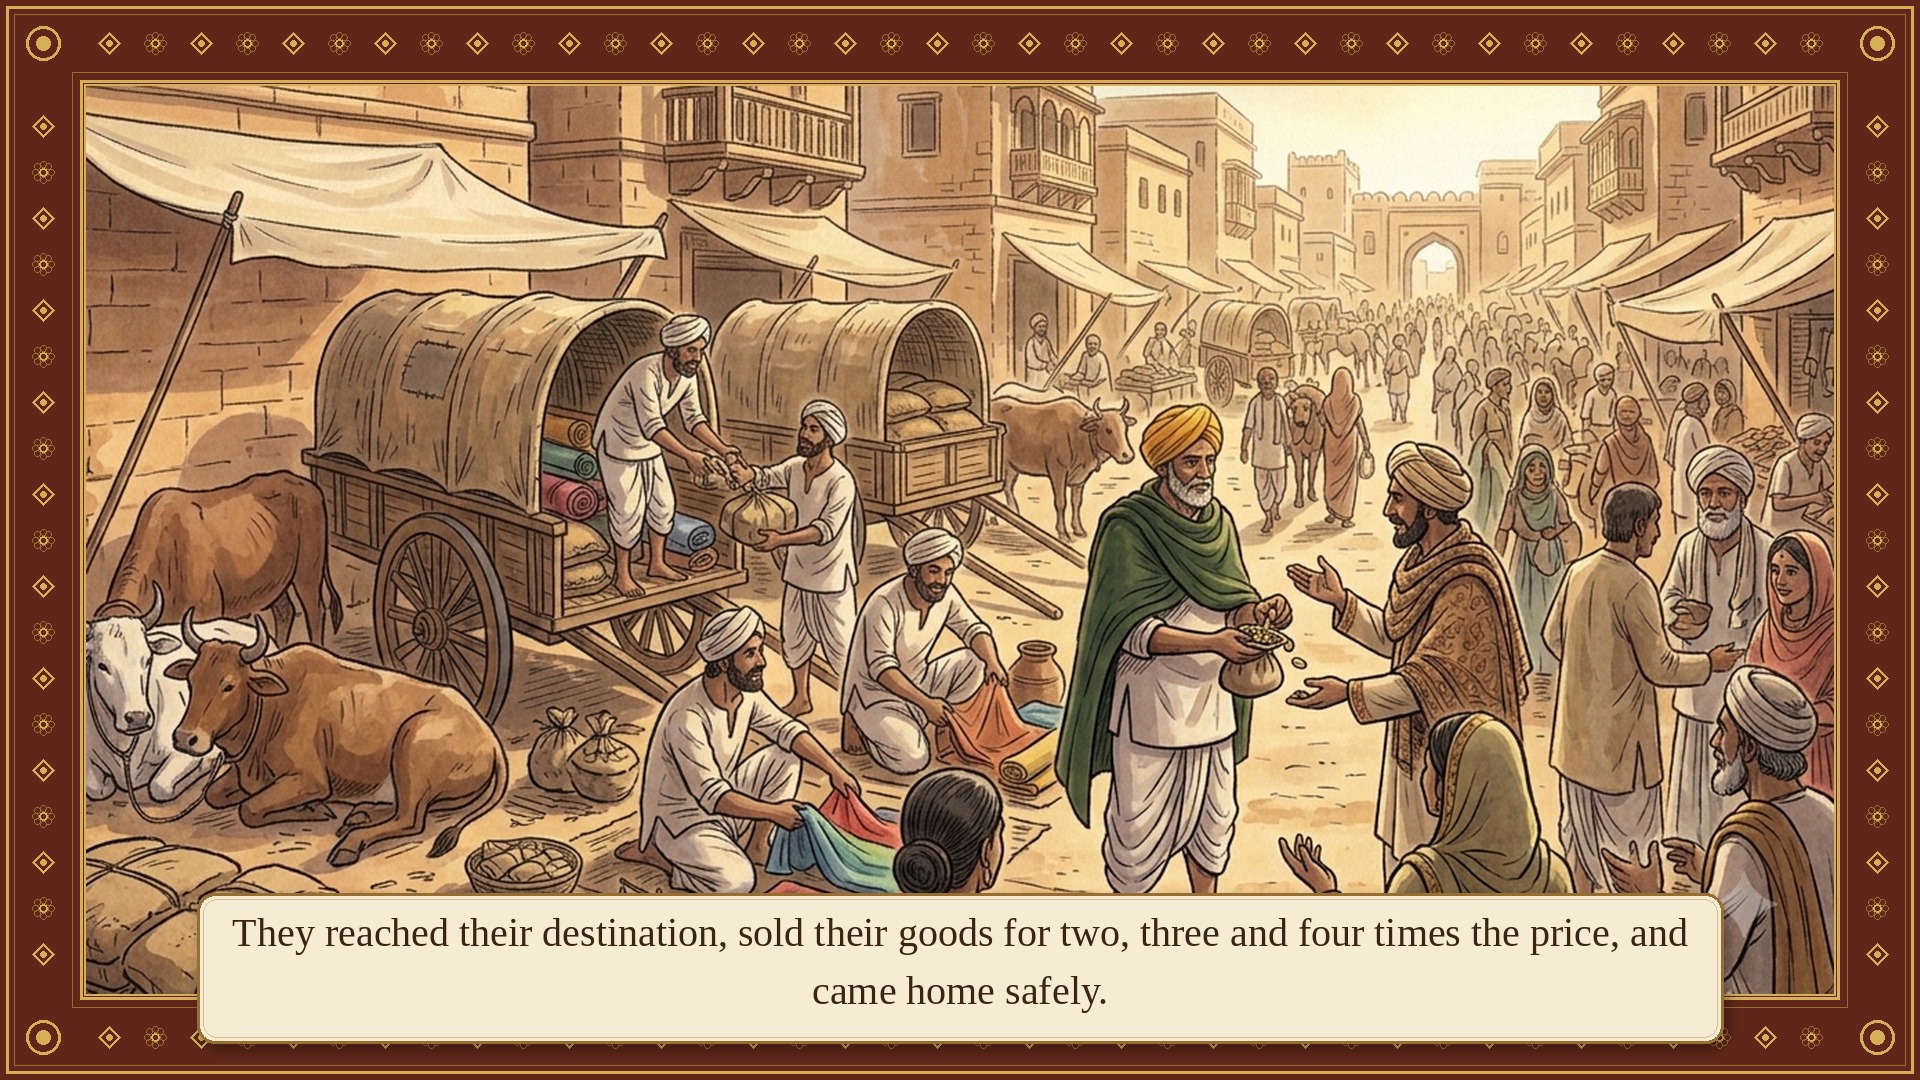 They reached their destination, sold their goods for two, three and four times the price, and
came home safely.